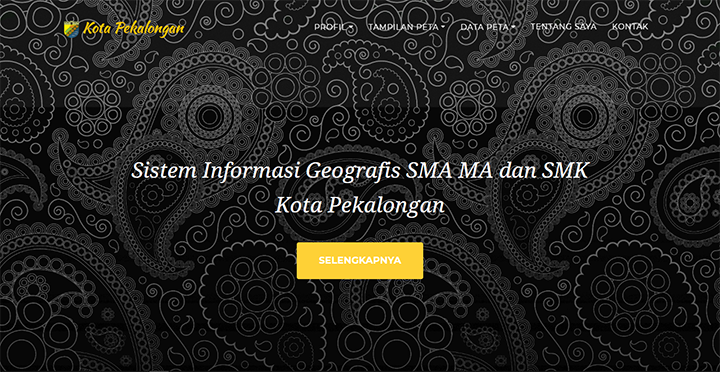 Kota Pekalongan
PROFIL TAMPILAN PETA DATA PETA TENTANG SAYA KONTAK
Sistem Informasi Geografis SMA MA dan SMK
Kota Pekalongan
SELENGKAPNYA